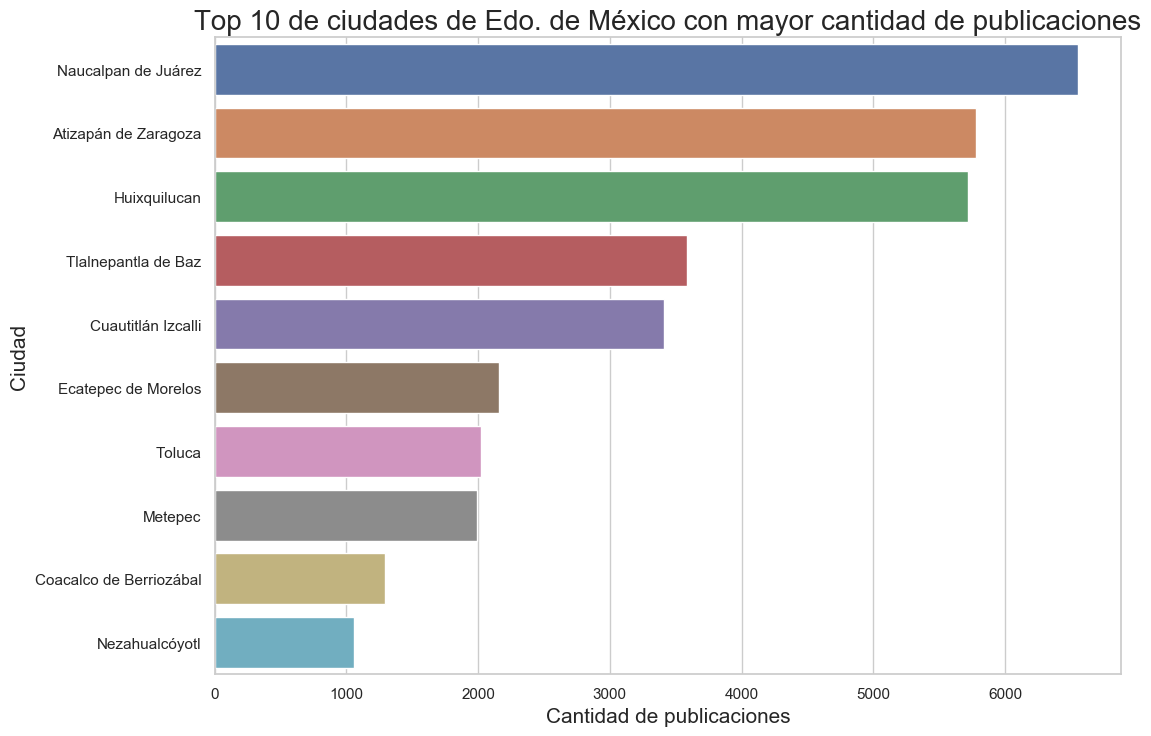 Top 10 de ciudades de Edo. de México con mayor cantidad de publicaciones
Ciudad
Naucalpan de Juárez
Atizapán de Zaragoza
Huixquilucan
Tlalnepantla de Baz
Cuautitlán Izcalli
Ecatepec de Morelos
Toluca
Metepec
Coacalco de Berriozábal
Nezahualcóyotl
0 1000 2000 3000 4000 5000 6000
Cantidad de publicaciones